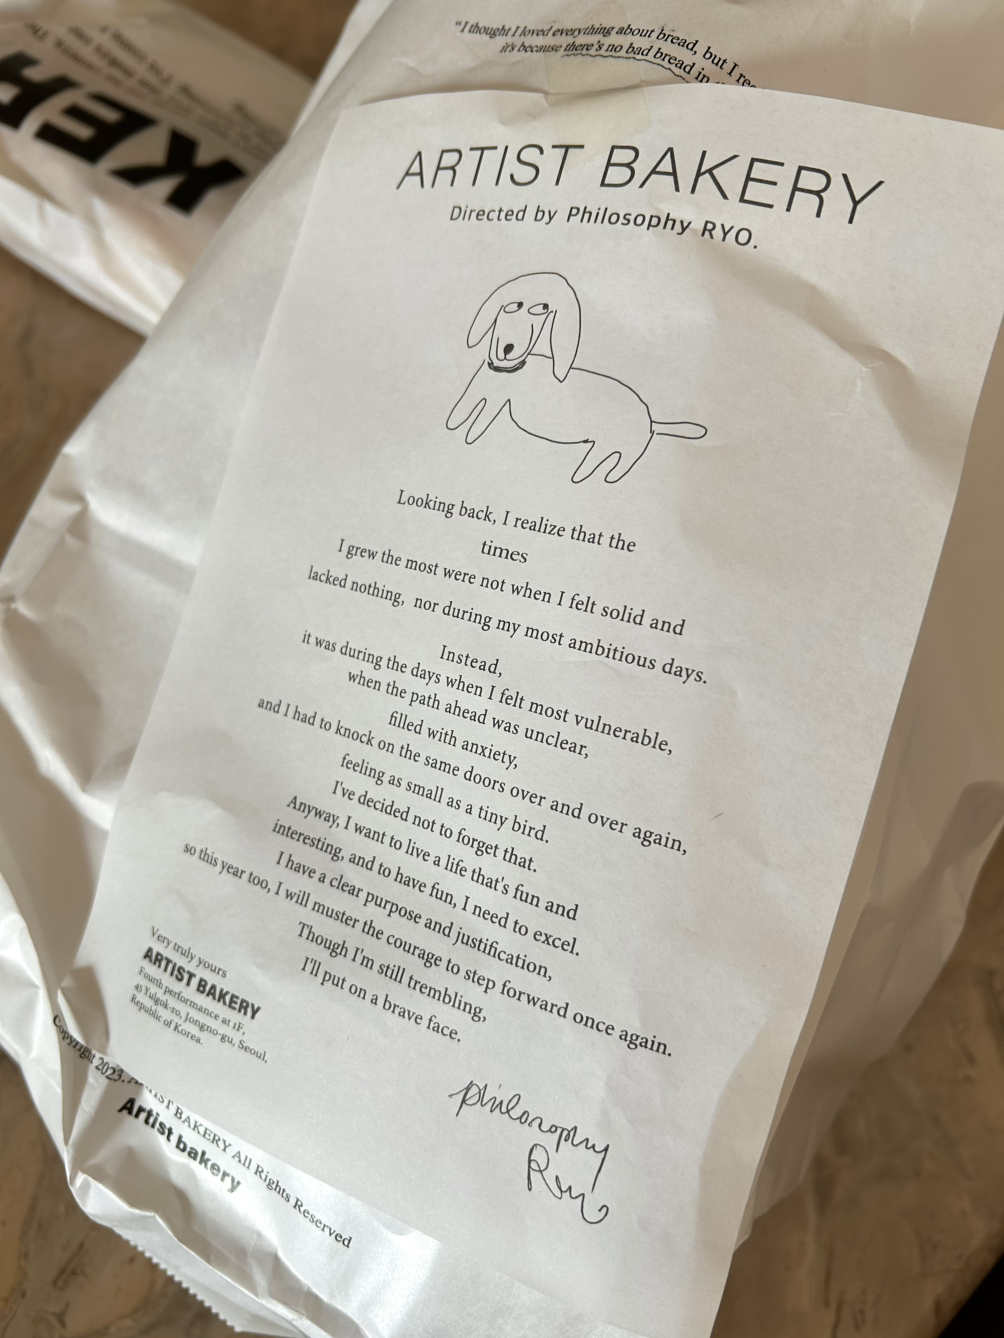 "I thought I loved everything about bread, but I
it's because there's no bad bread in
ARTIST BAKERY
Directed by Philosophy RYO.
Looking back, I realize that the
times
I grew the most were not when I felt solid and
lacked nothing, nor during my most ambitious days.
Instead,
it was during the days when I felt most vulnerable,
when the path ahead was unclear,
filled with anxiety,
and I had to knock on the same doors over and over again,
feeling as small as a tiny bird.
I've decided not to forget that.
Anyway, I want to live a life that's fun and
interesting, and to have fun, I need to excel.
I have a clear purpose and justification,
so this year too, I will muster the courage to step forward once again.
Though I'm still trembling,
I'll put on a brave face.
Very truly yours
ARTIST BAKERY
Fourth performance at 1F,
45 Yulgok-ro, Jongno-gu, Seoul,
Republic of Korea.
philosophy
Ryo
Copyright 2023. ARTIST BAKERY All Rights Reserved
Artist bakery